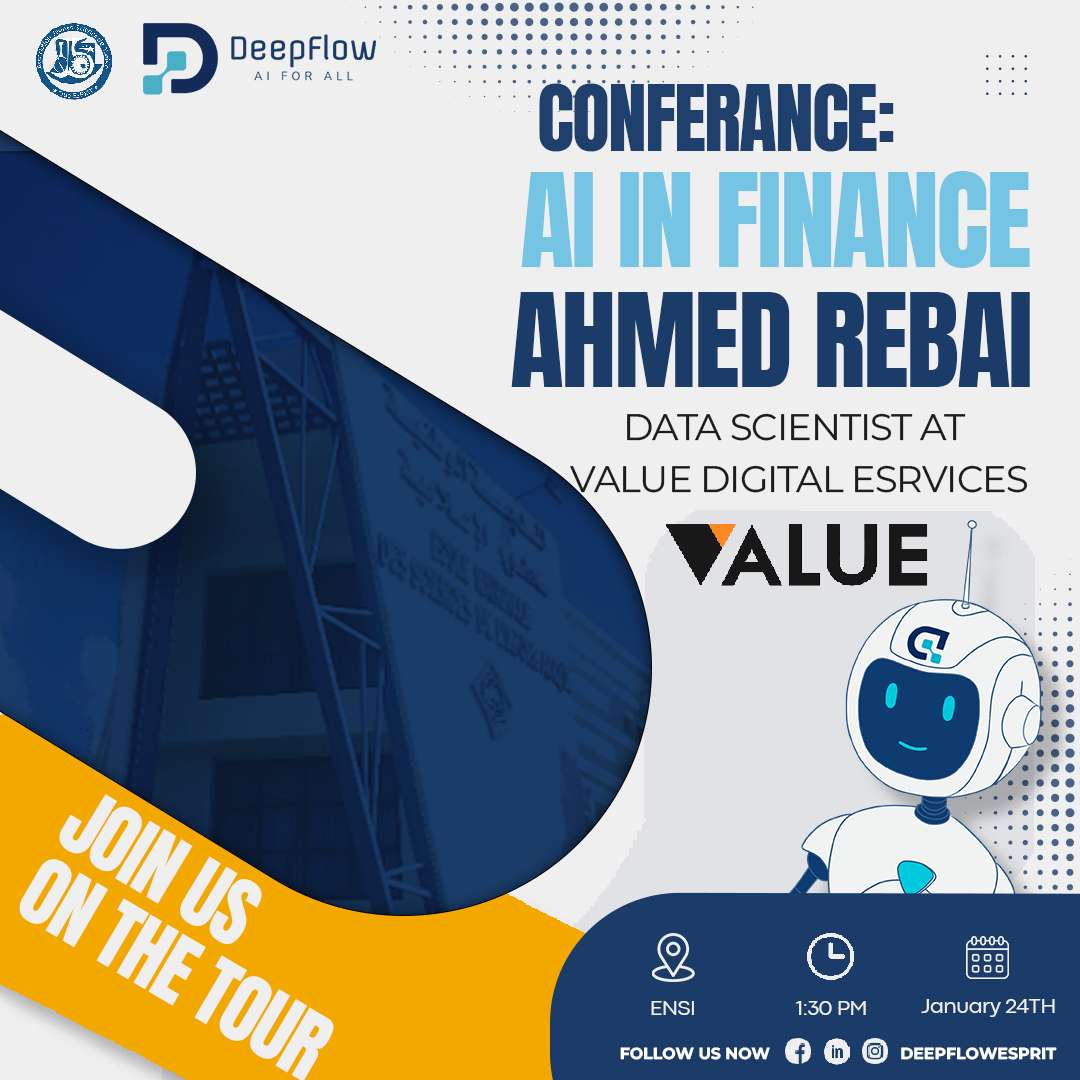 DeepFlow
AI FOR ALL
CONFERANCE:
AI IN FINANCE
AHMED REBAI
DATA SCIENTIST AT
VALUE DIGITAL ESRVICES
VALUE
JOIN US
ON THE TOUR
ENSI
1:30 PM
January 24TH
FOLLOW US NOW
DEEPFLOWESPRIT